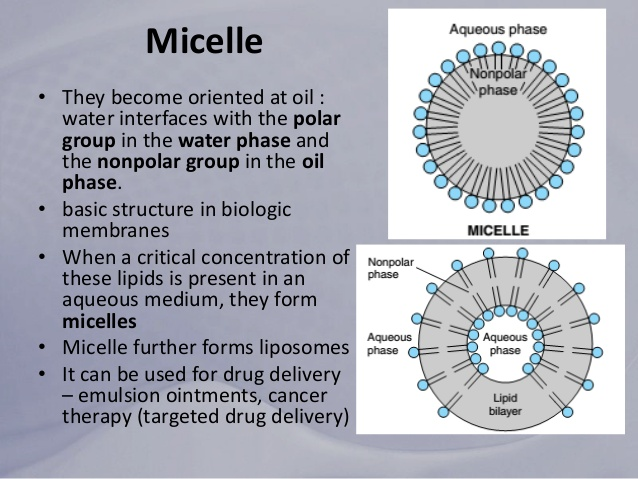 Micelle
• They become oriented at oil :
water interfaces with the polar
group in the water phase and
the nonpolar group in the oil
phase.
• basic structure in biologic
membranes
• When a critical concentration of
these lipids is present in an
aqueous medium, they form
micelles
• Micelle further forms liposomes
• It can be used for drug delivery
– emulsion ointments, cancer
therapy (targeted drug delivery)
Aqueous phase
Nonpolar
phase
MICELLE
Nonpolar
phase
Aqueous
phase
Aqueous
phase
Lipid
bilayer